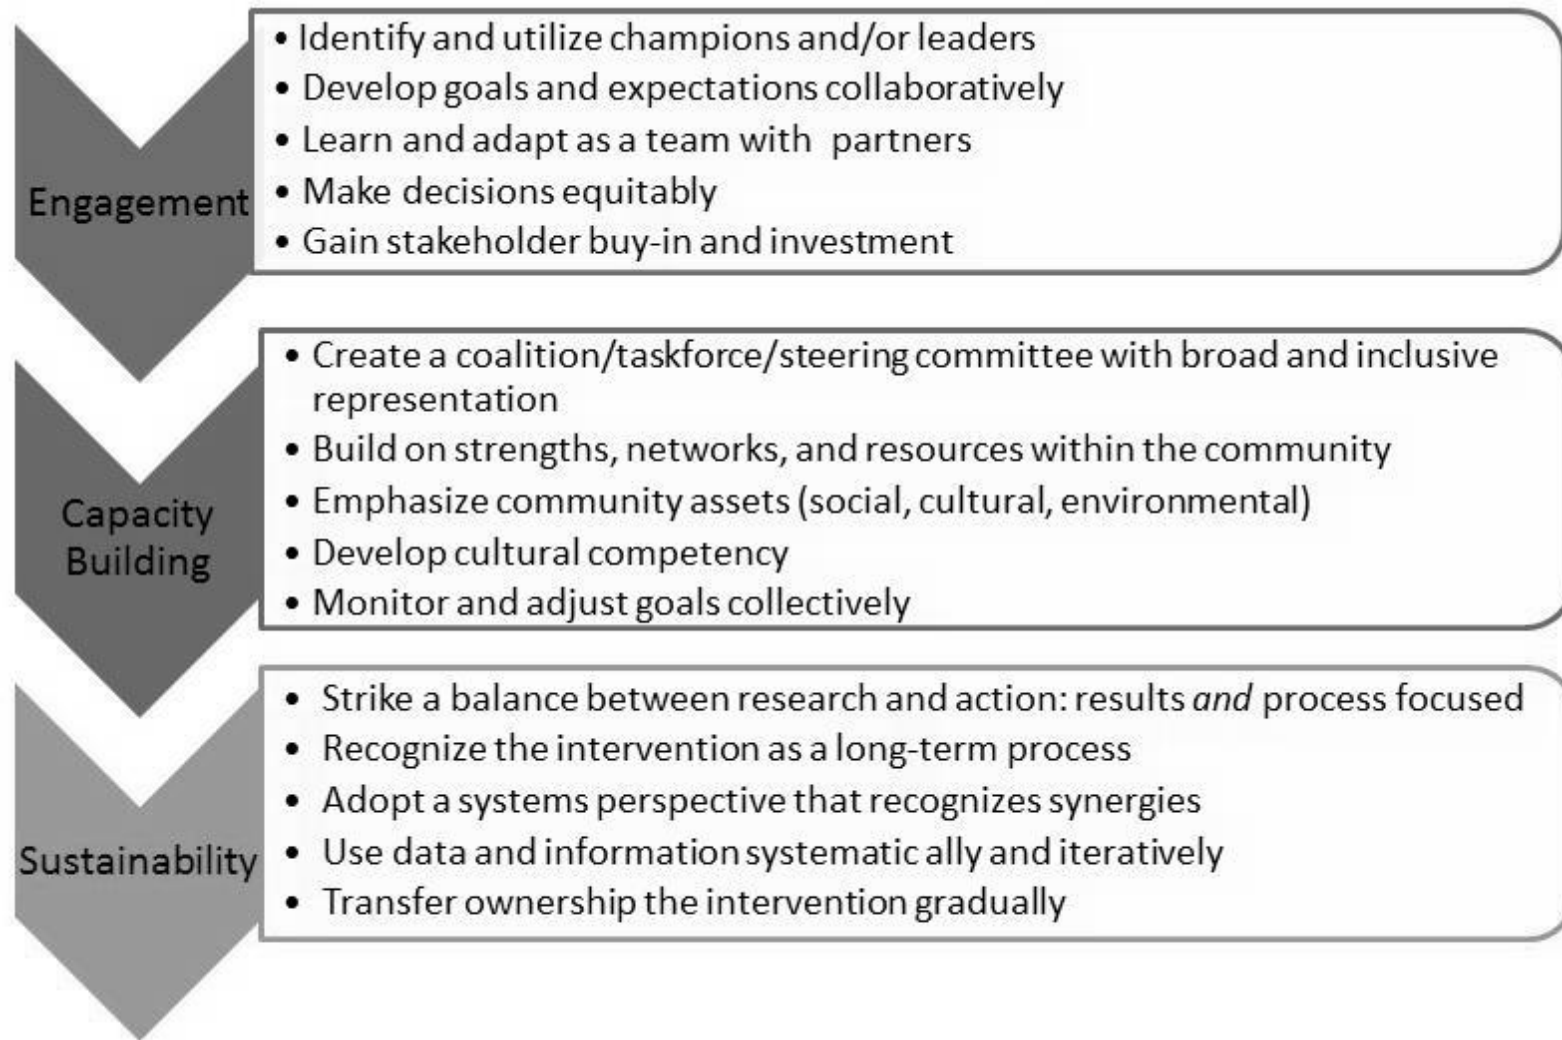 Engagement
• Identify and utilize champions and/or leaders
• Develop goals and expectations collaboratively
• Learn and adapt as a team with  partners
• Make decisions equitably
• Gain stakeholder buy-in and investment
Capacity
Building
• Create a coalition/taskforce/steering committee with broad and inclusive
representation
• Build on strengths, networks, and resources within the community
• Emphasize community assets (social, cultural, environmental)
• Develop cultural competency
• Monitor and adjust goals collectively
Sustainability
• Strike a balance between research and action: results and process focused
• Recognize the intervention as a long-term process
• Adopt a systems perspective that recognizes synergies
• Use data and information systematic ally and iteratively
• Transfer ownership the intervention gradually